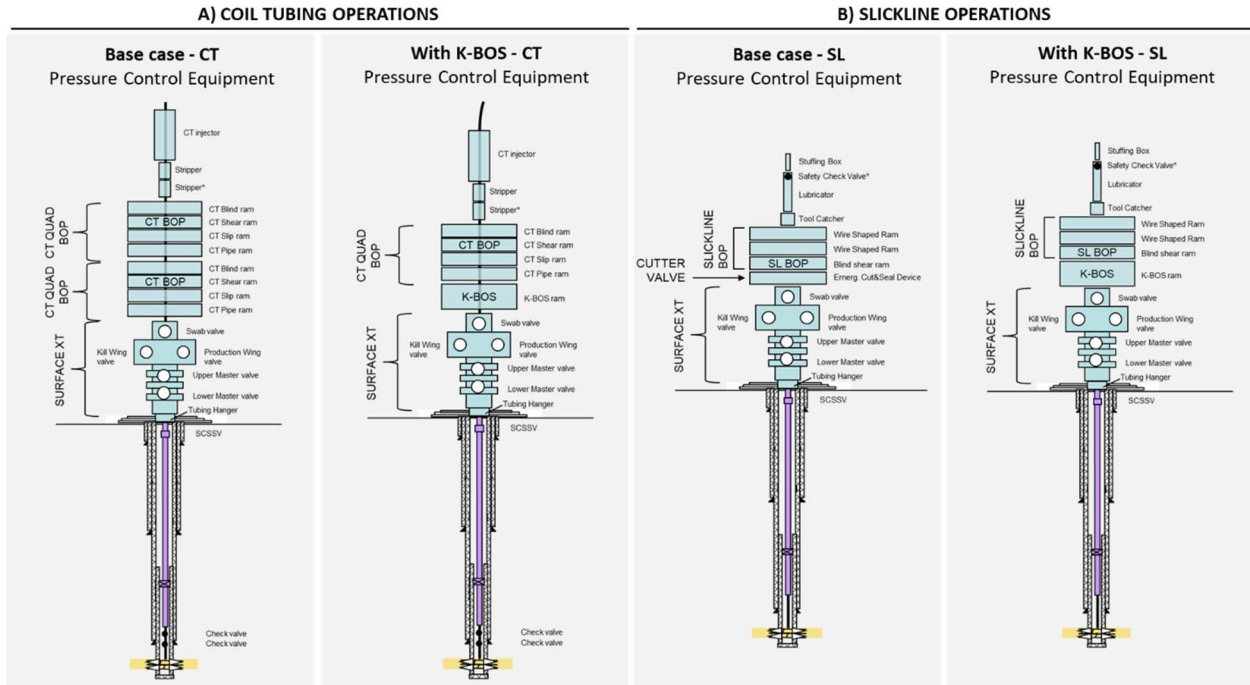 A) COIL TUBING OPERATIONS
B) SLICKLINE OPERATIONS
Base case - CT
Pressure Control Equipment
CT injector
Stripper
Stripper*
CT QUAD
BOP
CT Blind ram
CT BOP
CT Shear ram
CT Slip ram
CT Pipe ram
CT QUAD
BOP
CT Blind ram
CT BOP
CT Shear ram
CT Slip ram
CT Pipe ram
SURFACE XT
Swab valve
Kill Wing
valve
Production Wing
valve
Upper Master valve
Lower Master valve
Tubing Hanger
SCSSV
Check valve
Check valve
With K-BOS - CT
Pressure Control Equipment
CT injector
Stripper
Stripper*
CT QUAD
BOP
CT Blind ram
CT BOP
CT Shear ram
CT Slip ram
CT Pipe ram
K-BOS
K-BOS ram
SURFACE XT
Swab valve
Kill Wing
valve
Production Wing
valve
Upper Master valve
Lower Master valve
Tubing Hanger
SCSSV
Check valve
Check valve
Base case - SL
Pressure Control Equipment
Stuffing Box
Safety Check Valve*
Lubricator
Tool Catcher
SLICKLINE
BOP
Wire Shaped Ram
Wire Shaped Ram
SL BOP
Blind shear ram
CUTTER
VALVE
Emerg. Cut&Seal Device
SURFACE XT
Swab valve
Kill Wing
valve
Production Wing
valve
Upper Master valve
Lower Master valve
Tubing Hanger
SCSSV
With K-BOS - SL
Pressure Control Equipment
Stuffing Box
Safety Check Valve*
Lubricator
Tool Catcher
SLICKLINE
BOP
Wire Shaped Ram
Wire Shaped Ram
SL BOP
Blind shear ram
K-BOS
K-BOS ram
SURFACE XT
Swab valve
Kill Wing
valve
Production Wing
valve
Upper Master valve
Lower Master valve
Tubing Hanger
SCSSV